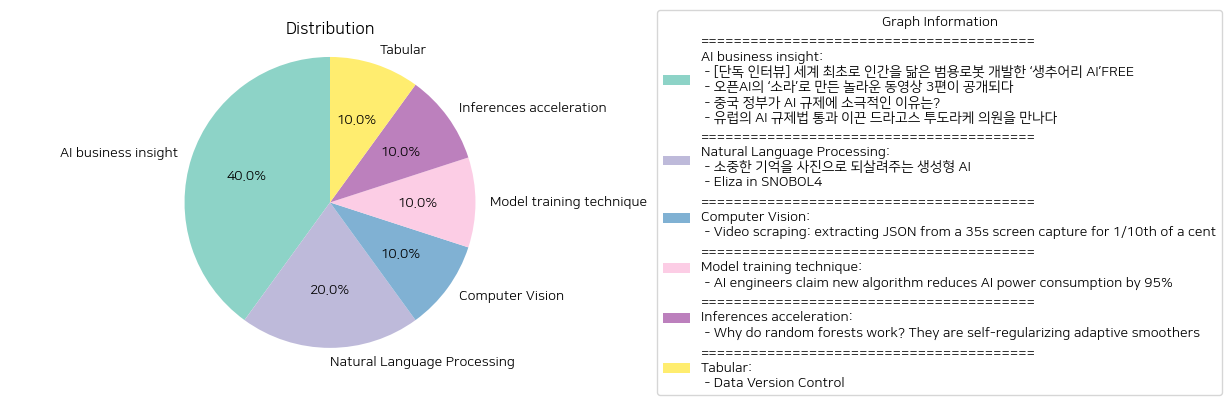 Distribution
Tabular
Inferences acceleration
AI business insight
Model training technique
Computer Vision
Natural Language Processing
10.0%
10.0%
40.0%
10.0%
10.0%
20.0%
Graph Information
========================================
AI business insight:
- [단독 인터뷰] 세계 최초로 인간을 닮은 범용로봇 개발한 ‘생추어리 AI’FREE
- 오픈AI의 ‘소라’로 만든 놀라운 동영상 3편이 공개되다
- 중국 정부가 AI 규제에 소극적인 이유는?
- 유럽의 AI 규제법 통과 이끈 드라고스 투도라케 의원을 만나다
========================================
Natural Language Processing:
- 소중한 기억을 사진으로 되살려주는 생성형 AI
- Eliza in SNOBOL4
========================================
Computer Vision:
- Video scraping: extracting JSON from a 35s screen capture for 1/10th of a cent
========================================
Model training technique:
- AI engineers claim new algorithm reduces AI power consumption by 95%
========================================
Inferences acceleration:
- Why do random forests work? They are self-regularizing adaptive smoothers
========================================
Tabular:
- Data Version Control